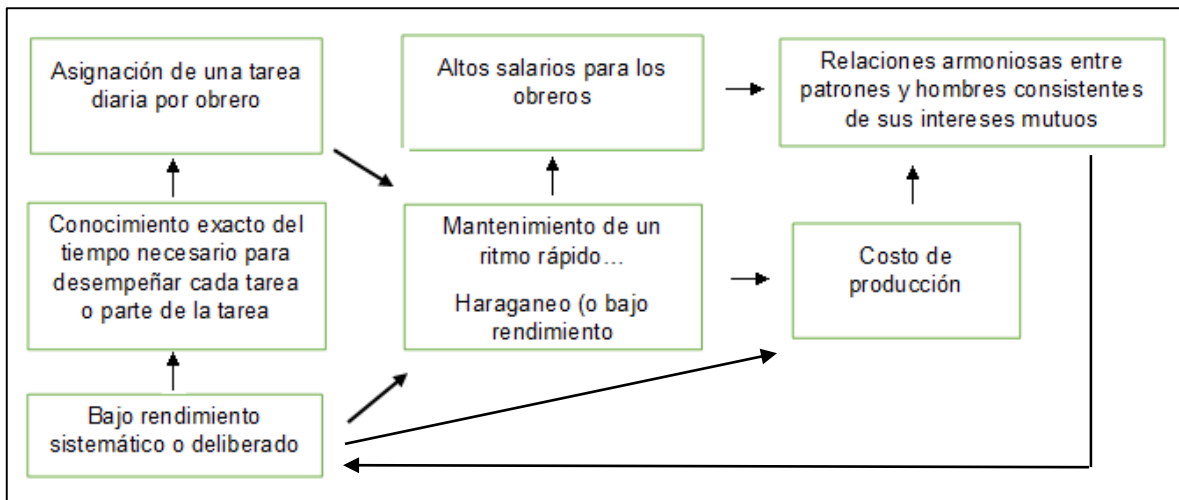 Asignación de una tarea
diaria por obrero
Altos salarios para los
obreros
Relaciones armoniosas entre
patrones y hombres consistentes
de sus intereses mutuos
Conocimiento exacto del
tiempo necesario para
desempeñar cada tarea
o parte de la tarea
Mantenimiento de un
ritmo rápido...
Haraganeo (o bajo
rendimiento
Costo de
producción
Bajo rendimiento
sistemático o deliberado